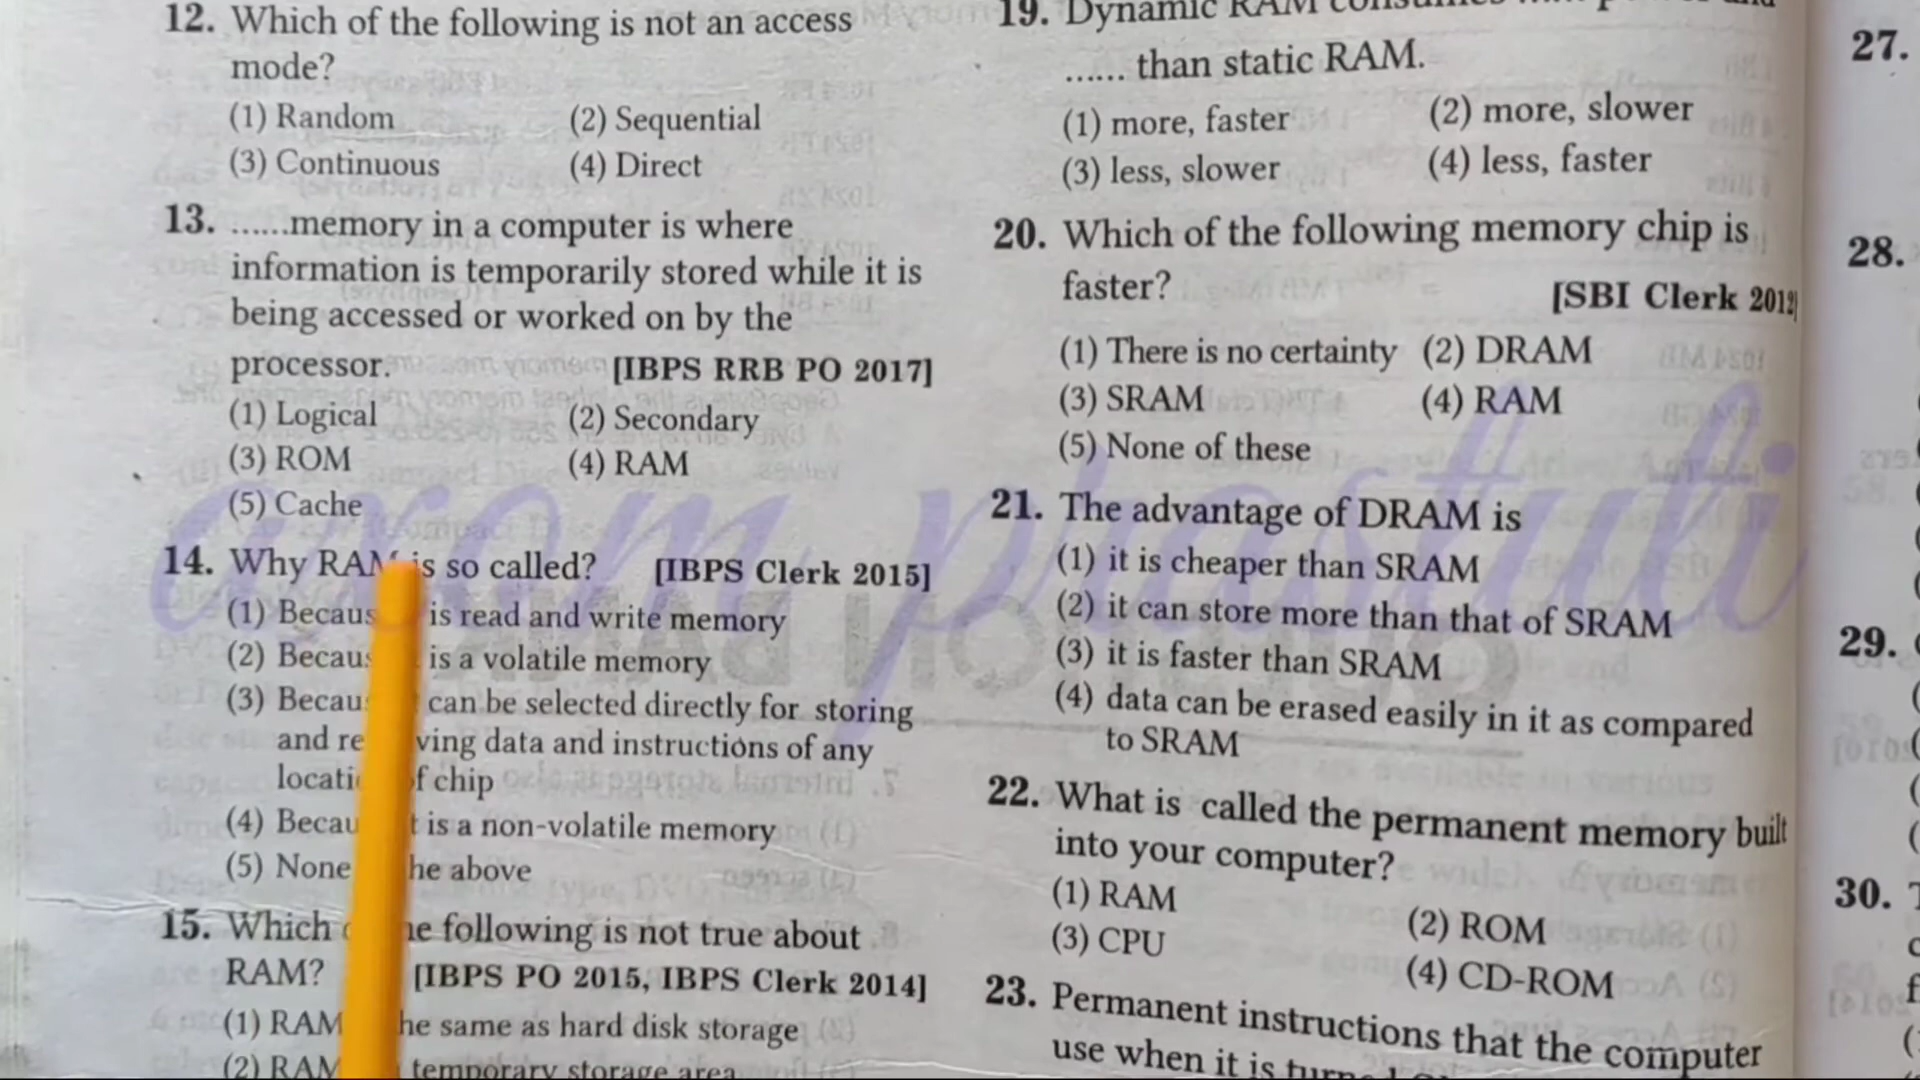 12. Which of the following is not an access
mode?
(1) Random (2) Sequential
(3) Continuous (4) Direct
13. ......memory in a computer is where
information is temporarily stored while it is
being accessed or worked on by the
processor. [IBPS RRB PO 2017]
(1) Logical (2) Secondary
(3) ROM (4) RAM
(5) Cache
14. Why RAM is so called? [IBPS Clerk 2015]
(1) is read and write memory
(2) is a volatile memory
(3) can be selected directly for storing
and data and instructions of any
chip
(4) is a non-volatile memory
(5) None above
15. Which following is not true about
RAM? [IBPS PO 2015, IBPS Clerk 2014]
(1) RAM same as hard disk storage
(2) RAM temporary storage area
19. Dynamic RAM
...... than static RAM.
(1) more, faster (2) more, slower
(3) less, slower (4) less, faster
20. Which of the following memory chip is
faster? [SBI Clerk
(1) There is no certainty (2) DRAM
(3) SRAM (4) RAM
(5) None of these
21. The advantage of DRAM is
(1) it is cheaper than SRAM
(2) it can store more than that of SRAM
(3) it is faster than SRAM
(4) data can be erased easily in it as compared
to SRAM
22. What is called the permanent memory built
into your computer?
(1) RAM (2) ROM
(3) CPU (4) CD-ROM
23. Permanent instructions that the computer
use when it is
27.
28.
29.
30.